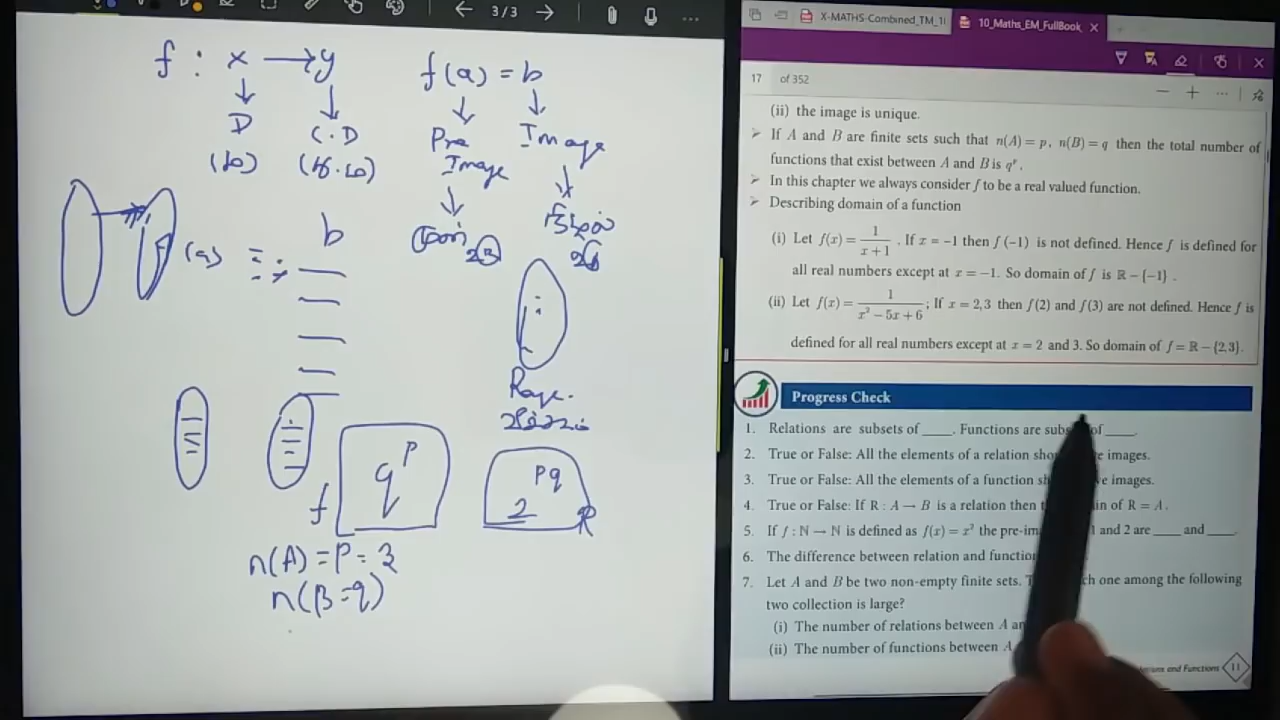 3/3
f : x → y
D
C.D
f(a) = b
Pre Image
Image
(a)
b
q^p
2^pq
f
R
n(A) = P = 3
n(B=q)
X-MATHS-Combined_TM_1(
10_Maths_EM_FullBook
17 of 352
(ii) the image is unique.
➢ If A and B are finite sets such that n(A) = p, n(B) = q then the total number of
functions that exist between A and B is q^p.
➢ In this chapter we always consider f to be a real valued function.
➢ Describing domain of a function
(i) Let f(x) = 1/(x+1). If x = −1 then f(−1) is not defined. Hence f is defined for
all real numbers except at x = −1. So domain of f is ℝ − {−1}.
(ii) Let f(x) = 1/(x² − 5x + 6); If x = 2,3 then f(2) and f(3) are not defined. Hence f is
defined for all real numbers except at x = 2 and 3. So domain of f = ℝ − {2,3}.
Progress Check
1. Relations are subsets of ____. Functions are subs of ____.
2. True or False: All the elements of a relation sho images.
3. True or False: All the elements of a function sh e images.
4. True or False: If R : A → B is a relation then t in of R = A.
5. If f : ℕ → ℕ is defined as f(x) = x² the pre-im 1 and 2 are ____ and ____.
6. The difference between relation and function
7. Let A and B be two non-empty finite sets. T ch one among the following
two collection is large?
(i) The number of relations between A an
(ii) The number of functions between A
ations and Functions 11